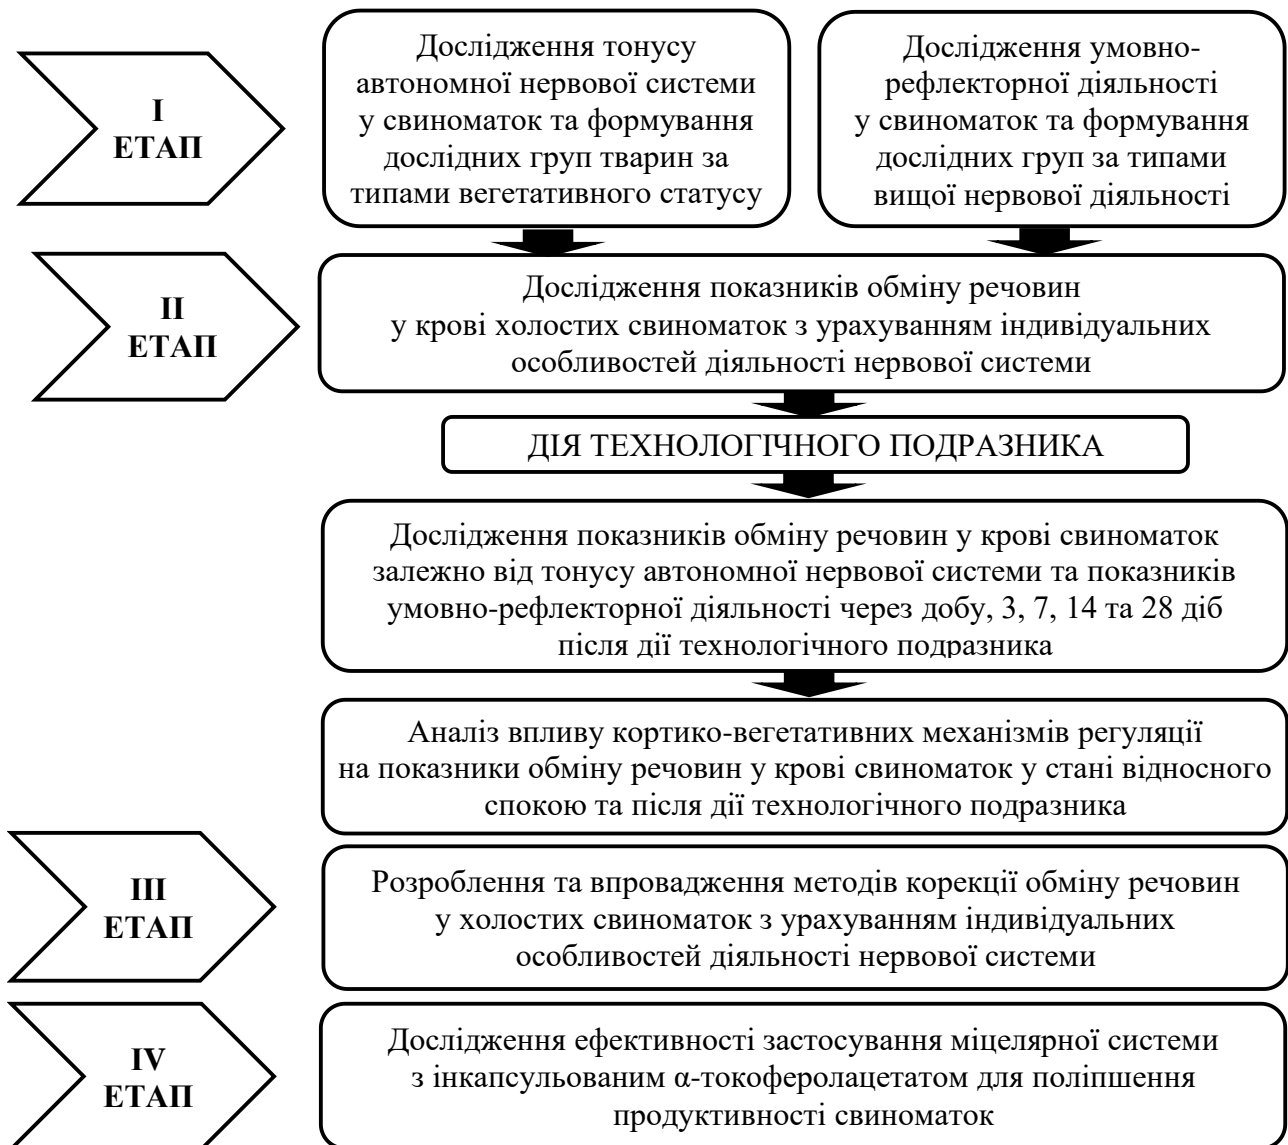 I
ЕТАП
Дослідження тонусу
автономної нервової системи
у свиноматок та формування
дослідних груп тварин за
типами вегетативного статусу
Дослідження умовно-
рефлекторної діяльності
у свиноматок та формування
дослідних груп за типами
вищої нервової діяльності
II
ЕТАП
Дослідження показників обміну речовин
у крові холостих свиноматок з урахуванням індивідуальних
особливостей діяльності нервової системи
ДІЯ ТЕХНОЛОГІЧНОГО ПОДРАЗНИКА
Дослідження показників обміну речовин у крові свиноматок
залежно від тонусу автономної нервової системи та показників
умовно-рефлекторної діяльності через добу, 3, 7, 14 та 28 діб
після дії технологічного подразника
Аналіз впливу кортико-вегетативних механізмів регуляції
на показники обміну речовин у крові свиноматок у стані відносного
спокою та після дії технологічного подразника
III
ЕТАП
Розроблення та впровадження методів корекції обміну речовин
у холостих свиноматок з урахуванням індивідуальних
особливостей діяльності нервової системи
IV
ЕТАП
Дослідження ефективності застосування міцелярної системи
з інкапсульованим α-токоферолацетатом для поліпшення
продуктивності свиноматок